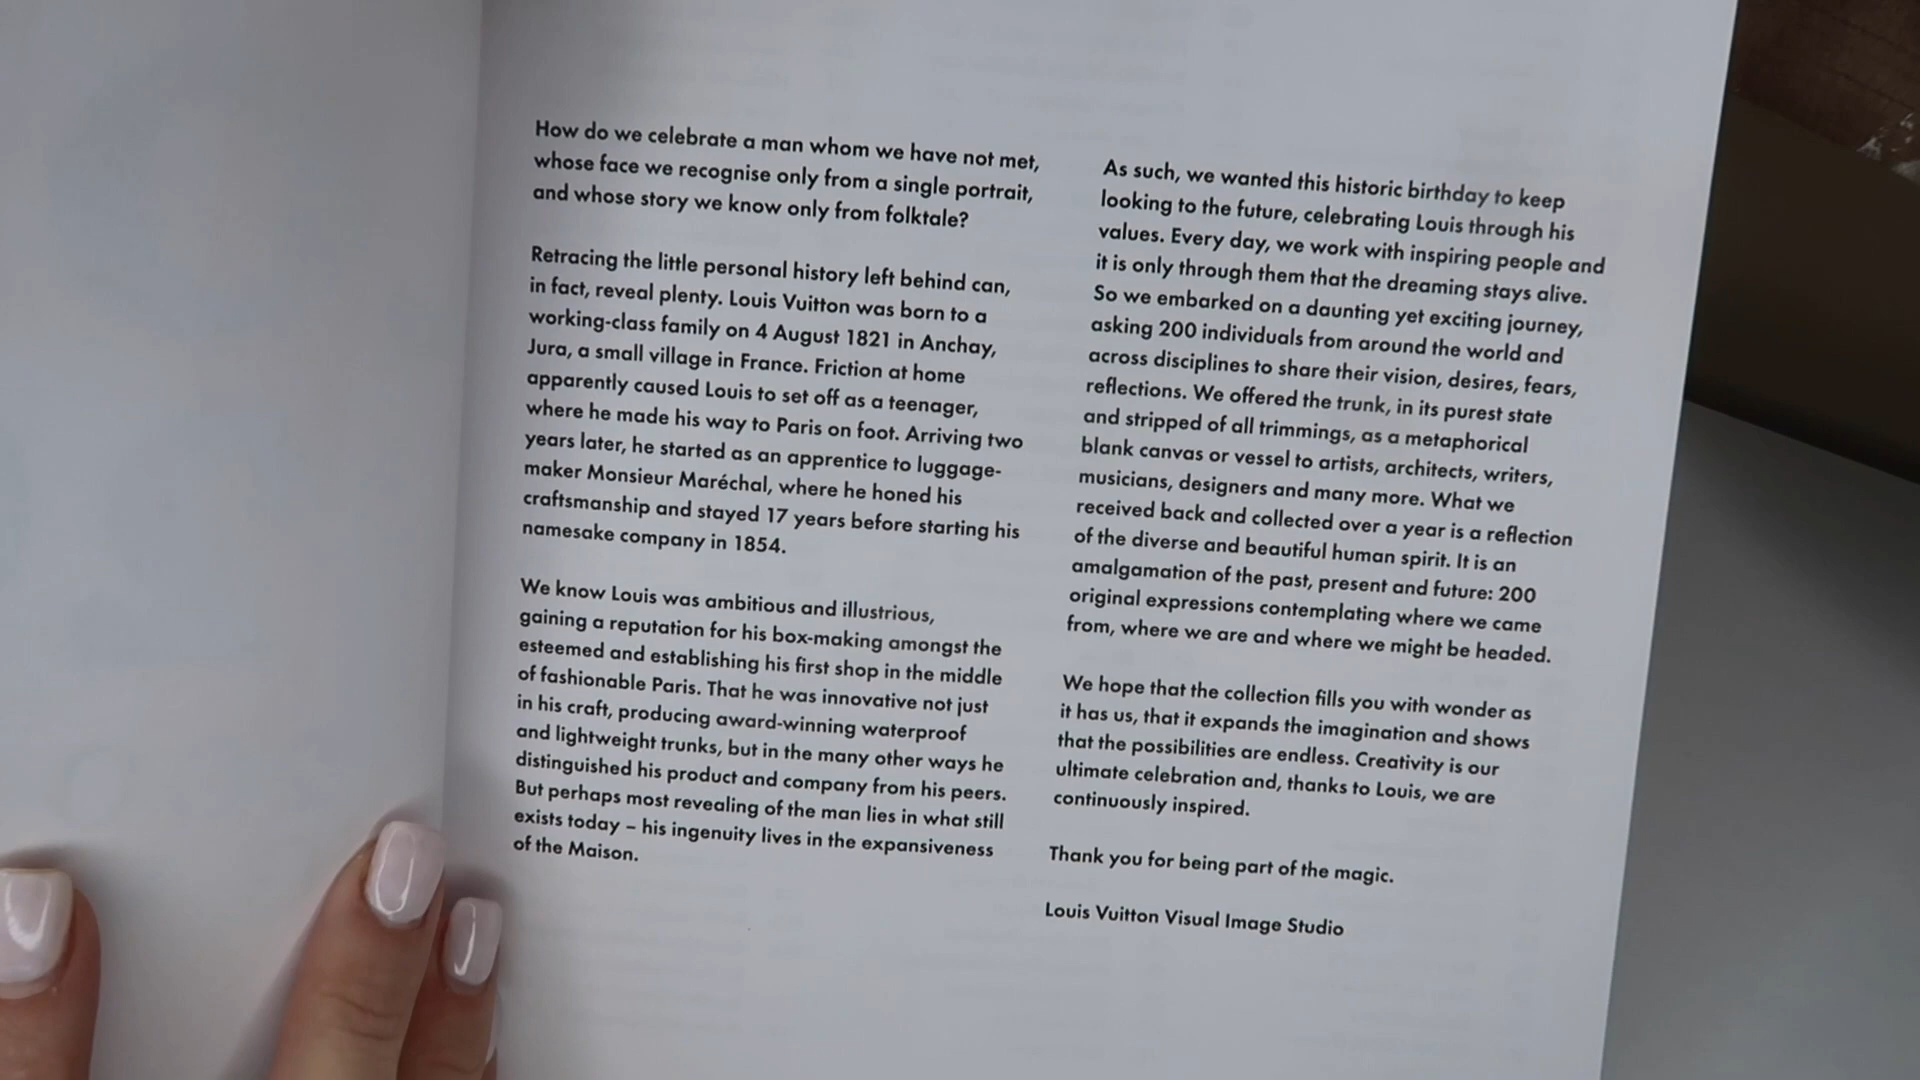 How do we celebrate a man whom we have not met,
whose face we recognise only from a single portrait,
and whose story we know only from folktale?
Retracing the little personal history left behind can,
in fact, reveal plenty. Louis Vuitton was born to a
working-class family on 4 August 1821 in Anchay,
Jura, a small village in France. Friction at home
apparently caused Louis to set off as a teenager,
where he made his way to Paris on foot. Arriving two
years later, he started as an apprentice to luggage-
maker Monsieur Maréchal, where he honed his
craftsmanship and stayed 17 years before starting his
namesake company in 1854.
We know Louis was ambitious and illustrious,
gaining a reputation for his box-making amongst the
esteemed and establishing his first shop in the middle
of fashionable Paris. That he was innovative not just
in his craft, producing award-winning waterproof
and lightweight trunks, but in the many other ways he
distinguished his product and company from his peers.
But perhaps most revealing of the man lies in what still
exists today – his ingenuity lives in the expansiveness
of the Maison.
As such, we wanted this historic birthday to keep
looking to the future, celebrating Louis through his
values. Every day, we work with inspiring people and
it is only through them that the dreaming stays alive.
So we embarked on a daunting yet exciting journey,
asking 200 individuals from around the world and
across disciplines to share their vision, desires, fears,
reflections. We offered the trunk, in its purest state
and stripped of all trimmings, as a metaphorical
blank canvas or vessel to artists, architects, writers,
musicians, designers and many more. What we
received back and collected over a year is a reflection
of the diverse and beautiful human spirit. It is an
amalgamation of the past, present and future: 200
original expressions contemplating where we came
from, where we are and where we might be headed.
We hope that the collection fills you with wonder as
it has us, that it expands the imagination and shows
that the possibilities are endless. Creativity is our
ultimate celebration and, thanks to Louis, we are
continuously inspired.
Thank you for being part of the magic.
Louis Vuitton Visual Image Studio